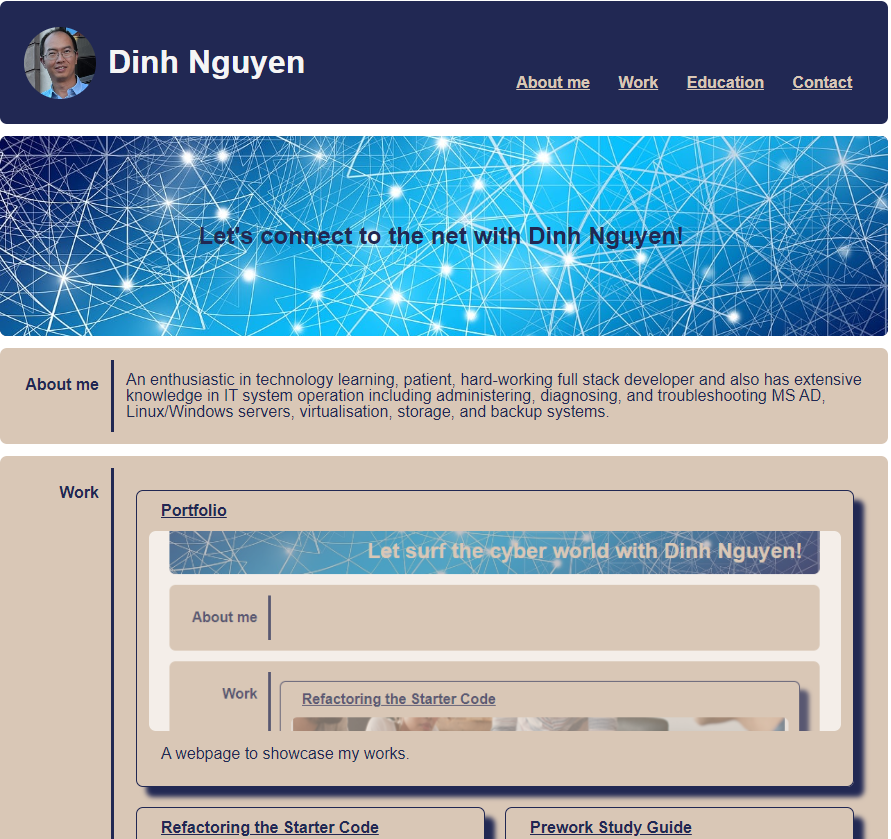 Dinh Nguyen
About me Work Education Contact
Let's connect to the net with Dinh Nguyen!
About me
An enthusiastic in technology learning, patient, hard-working full stack developer and also has extensive
knowledge in IT system operation including administering, diagnosing, and troubleshooting MS AD,
Linux/Windows servers, virtualisation, storage, and backup systems.
Work
Portfolio
Let surf the cyber world with Dinh Nguyen!
About me
Work
Refactoring the Starter Code
A webpage to showcase my works.
Refactoring the Starter Code
Prework Study Guide